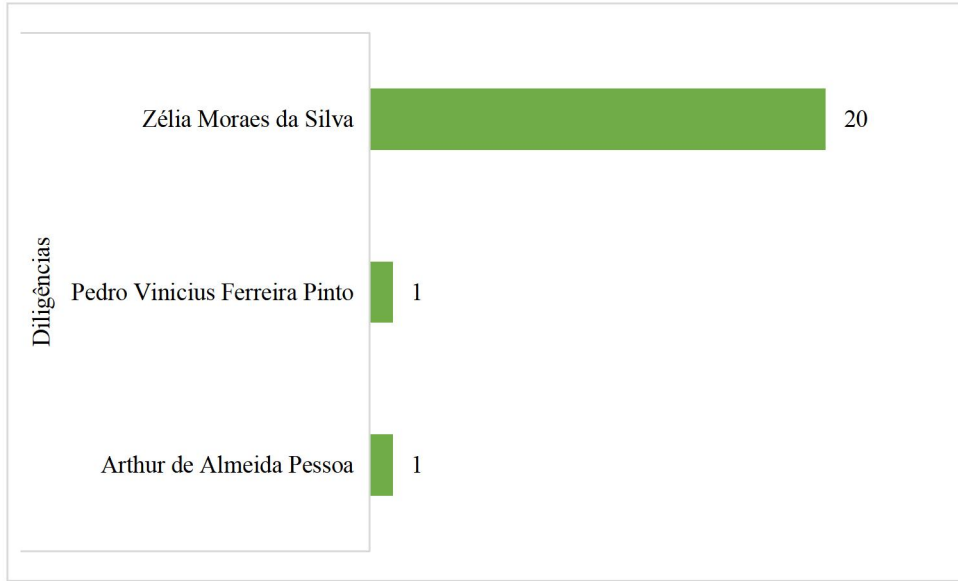 Diligências
Zélia Moraes da Silva 20
Pedro Vinicius Ferreira Pinto 1
Arthur de Almeida Pessoa 1